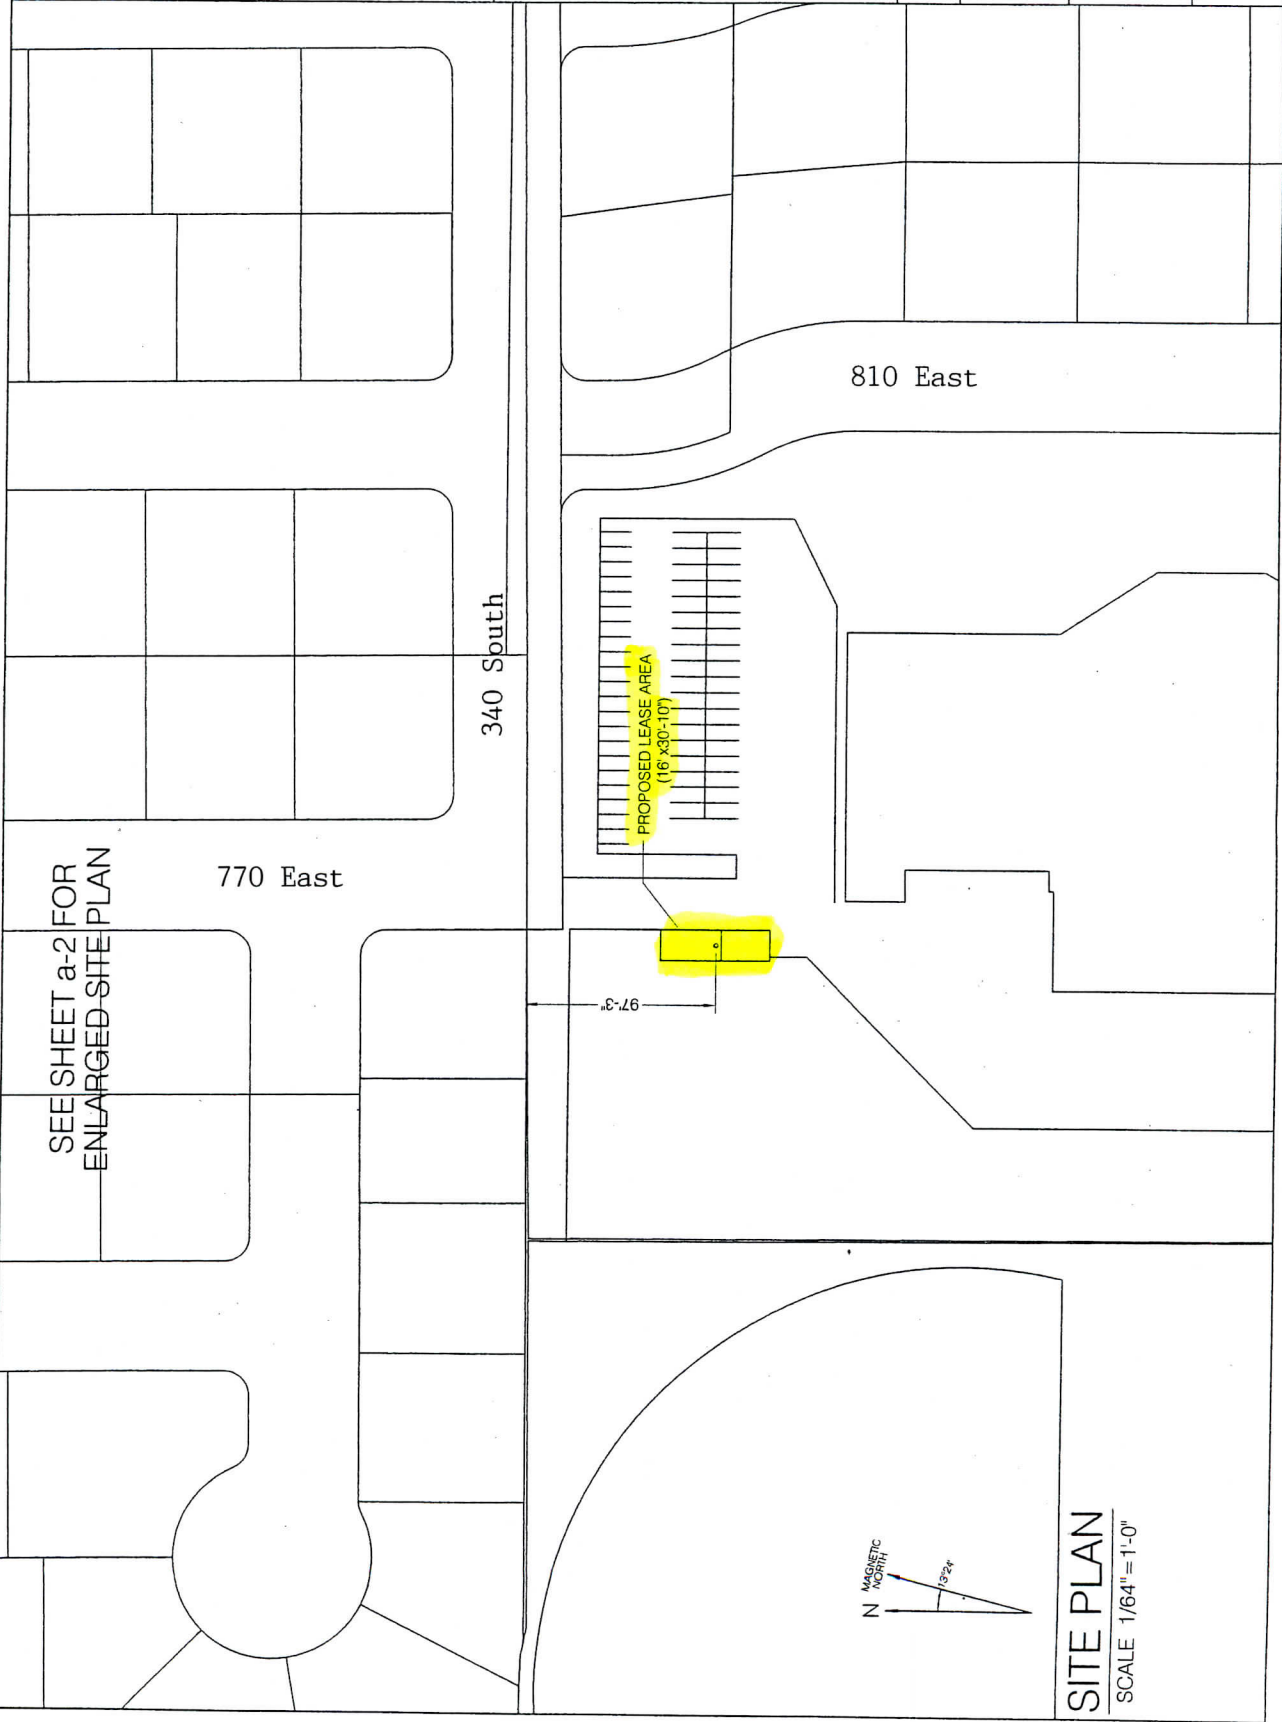 SEE SHEET a-2 FOR
ENLARGED SITE PLAN
770 East
340 South
810 East
PROPOSED LEASE AREA
(16' x30'-10")
97'-3"
N
MAGNETIC
NORTH
13°24'
SITE PLAN
SCALE 1/64" = 1'-0"